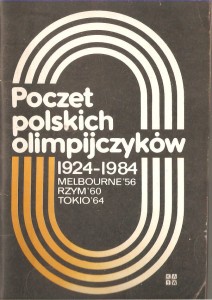 Poczet
polskich
olimpijczyków
1924-1984
MELBOURNE'56
RZYM'60
TOKIO'64